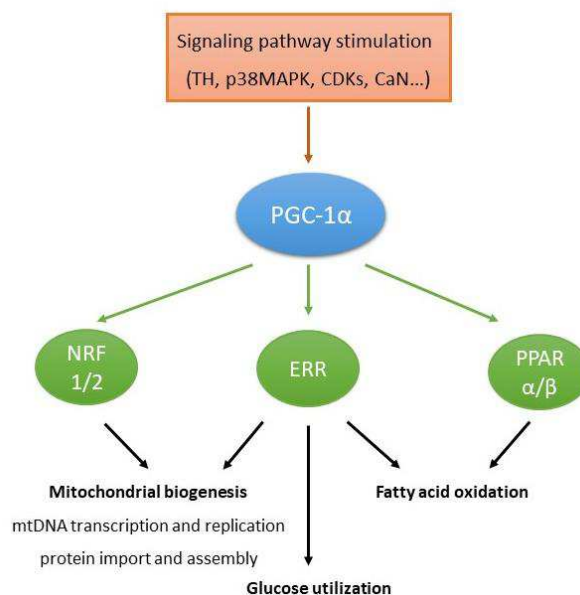 Signaling pathway stimulation
(TH, p38MAPK, CDKs, CaN...)
PGC-1α
NRF
1/2
ERR
PPAR
α/β
Mitochondrial biogenesis
mtDNA transcription and replication
protein import and assembly
Fatty acid oxidation
Glucose utilization